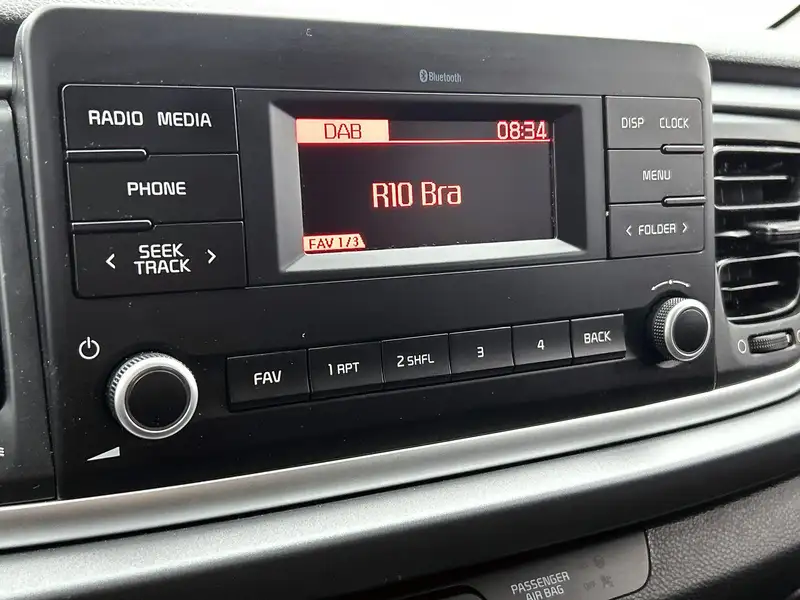 Bluetooth
RADIO MEDIA
DAB 08:34
DISP CLOCK
PHONE
R10 Bra
MENU
< SEEK TRACK >
FAV 1/3
< FOLDER >
FAV
1 RPT
2 SHFL
3
4
BACK
PASSENGER
AIR BAG